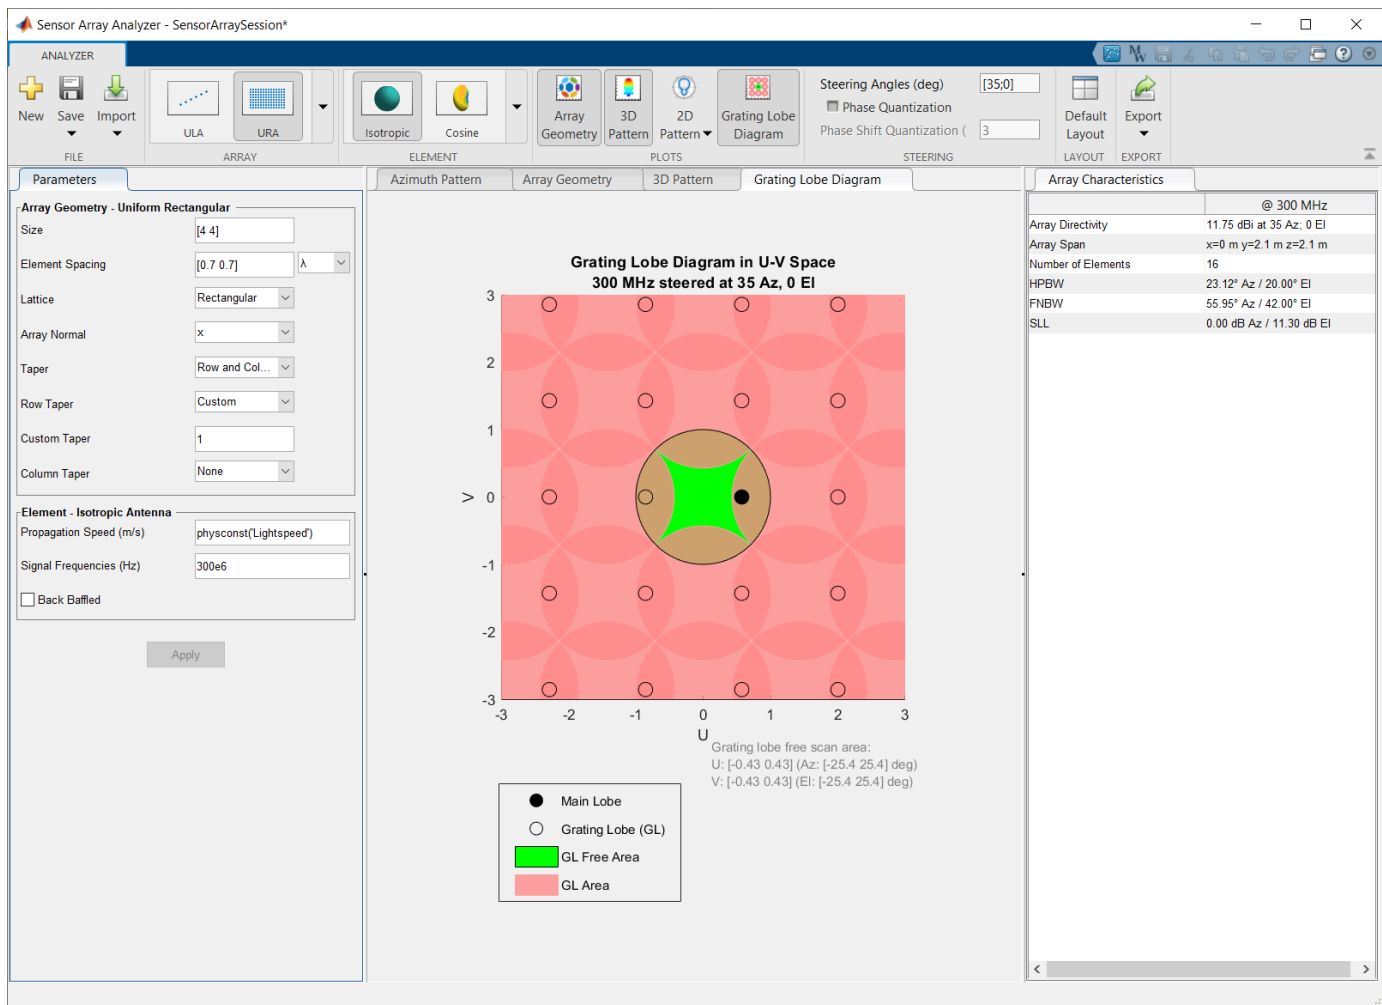 Sensor Array Analyzer - SensorArraySession*
ANALYZER
New
Save
Import
FILE
ULA
URA
ARRAY
Isotropic
Cosine
ELEMENT
Array Geometry
3D Pattern
2D Pattern
Grating Lobe Diagram
PLOTS
Steering Angles (deg) [35;0]
Phase Quantization
Phase Shift Quantization ( 3
STEERING
Default Layout
LAYOUT
Export
EXPORT
Parameters
Array Geometry - Uniform Rectangular
Size [4 4]
Element Spacing [0.7 0.7] λ
Lattice Rectangular
Array Normal x
Taper Row and Col...
Row Taper Custom
Custom Taper 1
Column Taper None
Element - Isotropic Antenna
Propagation Speed (m/s) physconst('Lightspeed')
Signal Frequencies (Hz) 300e6
Back Baffled
Apply
Azimuth Pattern
Array Geometry
3D Pattern
Grating Lobe Diagram
Grating Lobe Diagram in U-V Space
300 MHz steered at 35 Az, 0 El
3
2
1
0
-1
-2
-3
V
-3 -2 -1 0 1 2 3
U
Grating lobe free scan area:
U: [-0.43 0.43] (Az: [-25.4 25.4] deg)
V: [-0.43 0.43] (El: [-25.4 25.4] deg)
Main Lobe
Grating Lobe (GL)
GL Free Area
GL Area
Array Characteristics
@ 300 MHz
Array Directivity 11.75 dBi at 35 Az; 0 El
Array Span x=0 m y=2.1 m z=2.1 m
Number of Elements 16
HPBW 23.12° Az / 20.00° El
FNBW 55.95° Az / 42.00° El
SLL 0.00 dB Az / 11.30 dB El